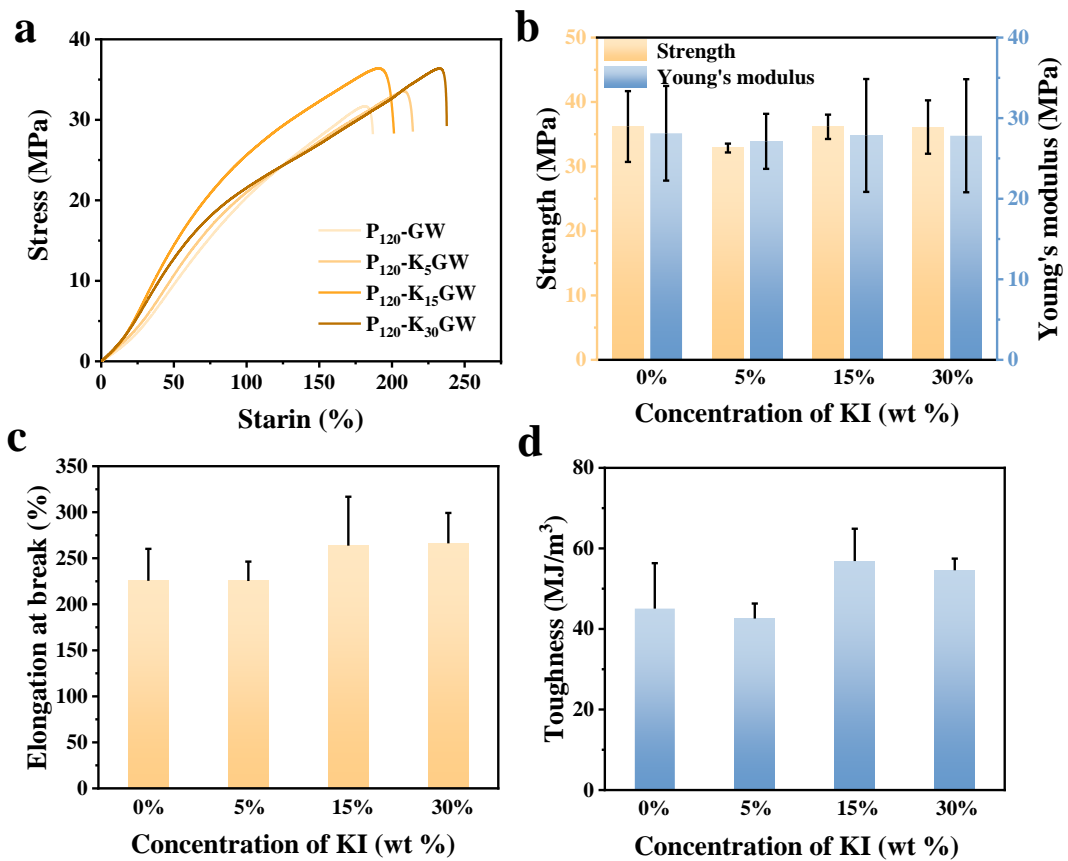 a
40
30
20
10
0
Stress (MPa)
P₁₂₀-GW
P₁₂₀-K₅GW
P₁₂₀-K₁₅GW
P₁₂₀-K₃₀GW
0 50 100 150 200 250
Starin (%)
b
50
40
30
20
10
0
Strength (MPa)
Strength
Young's modulus
40
30
20
10
0
Young's modulus (MPa)
0% 5% 15% 30%
Concentration of KI (wt %)
c
350
300
250
200
150
100
50
0
Elongation at break (%)
0% 5% 15% 30%
Concentration of KI (wt %)
d
80
60
40
20
0
Toughness (MJ/m³)
0% 5% 15% 30%
Concentration of KI (wt %)